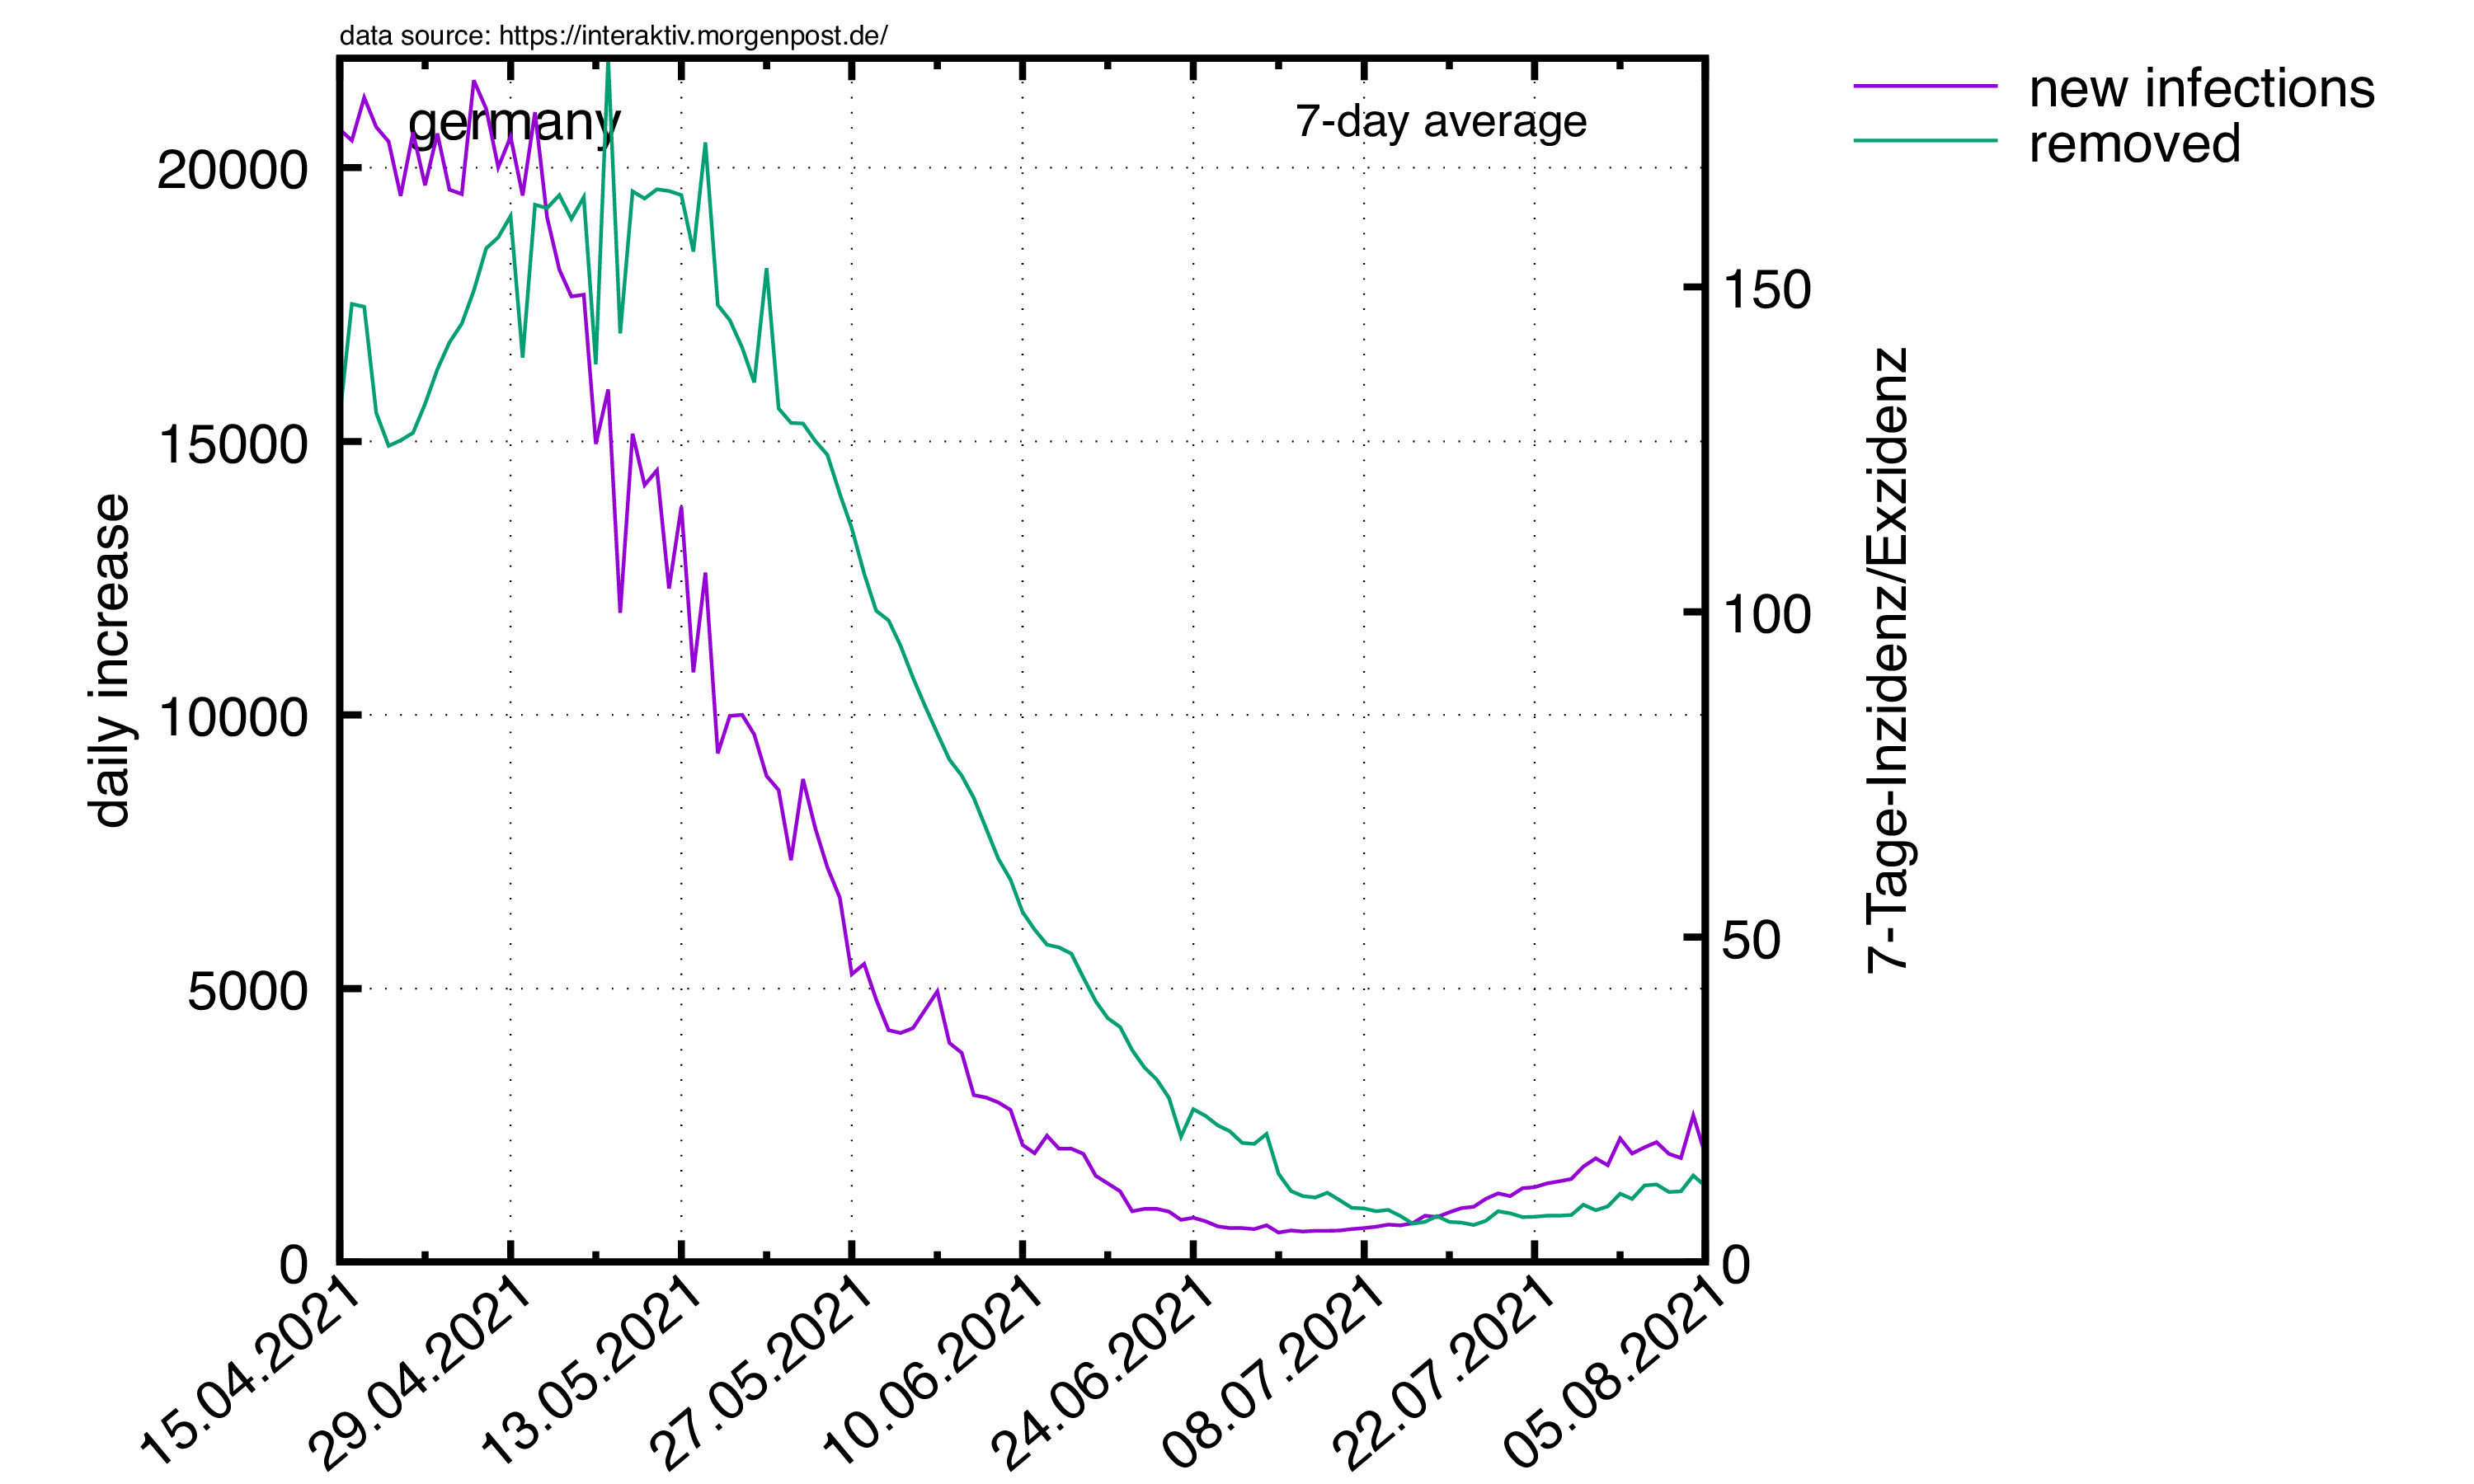 data source: https://interaktiv.morgenpost.de/
germany
7-day average
new infections
removed
daily increase
20000
15000
10000
5000
0
150
100
50
0
7-Tage-Inzidenz/Exzidenz
15.04.2021
29.04.2021
13.05.2021
27.05.2021
10.06.2021
24.06.2021
08.07.2021
22.07.2021
05.08.2021